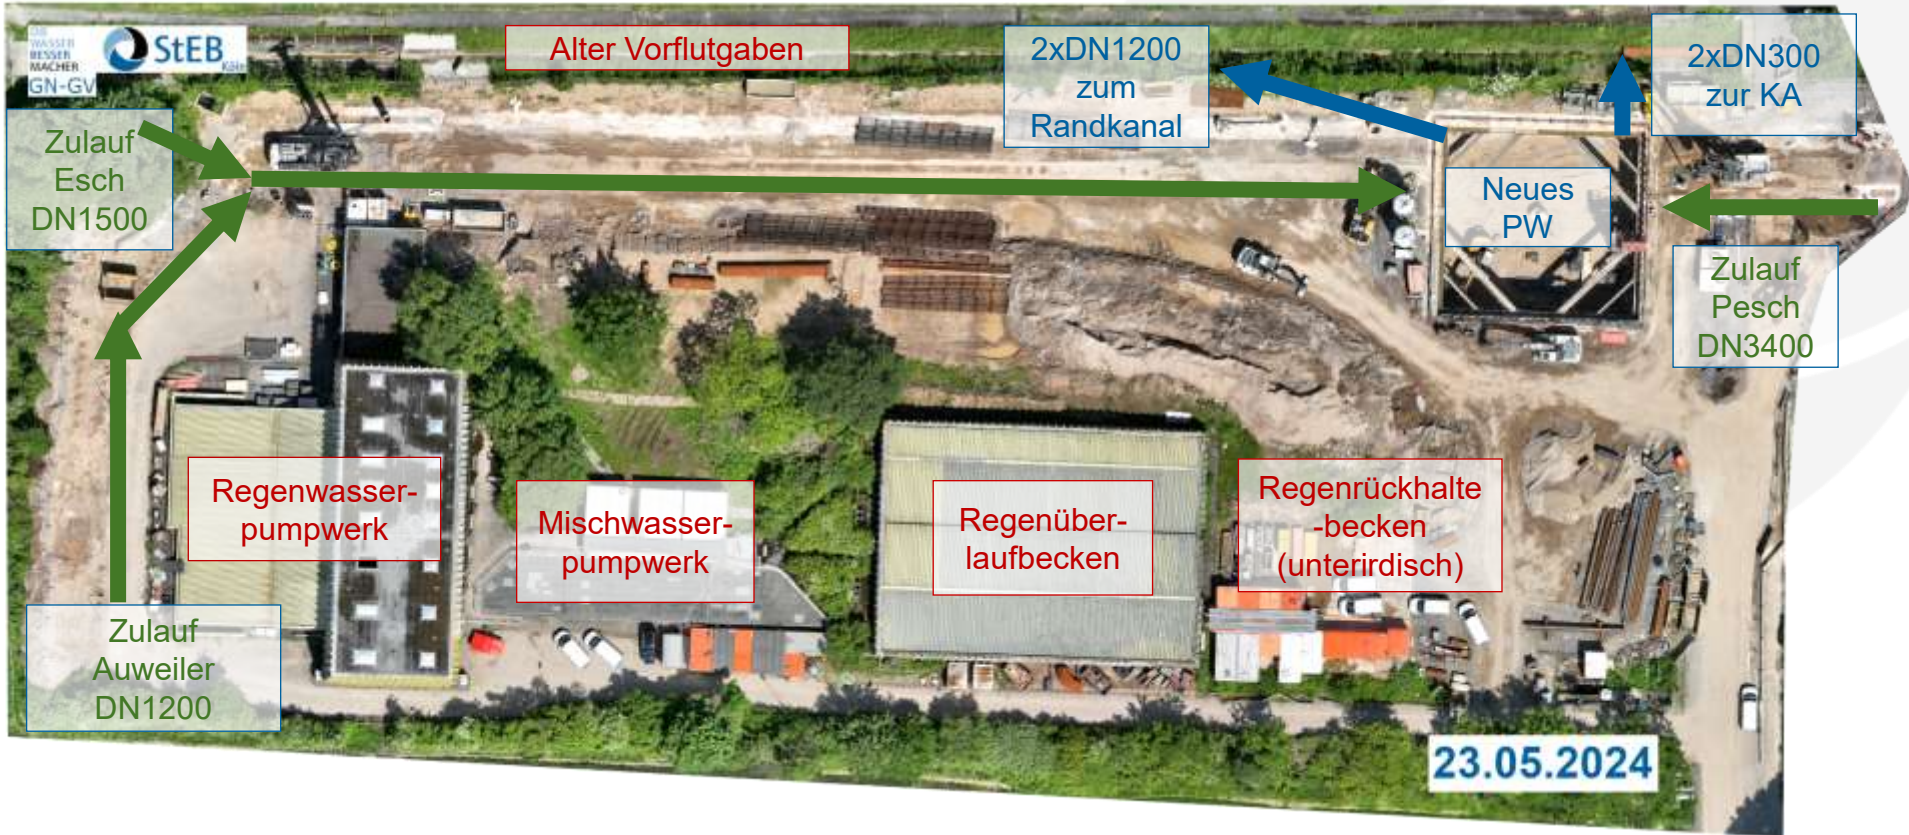 DIE
WASSER
BESSER
MACHER
GN-GV
StEB
Köln
Alter Vorflutgaben
2xDN1200
zum
Randkanal
2xDN300
zur KA
Zulauf
Esch
DN1500
Neues
PW
Zulauf
Pesch
DN3400
Regenwasser-
pumpwerk
Mischwasser-
pumpwerk
Regenüber-
laufbecken
Regenrückhalte
-becken
(unterirdisch)
Zulauf
Auweiler
DN1200
23.05.2024